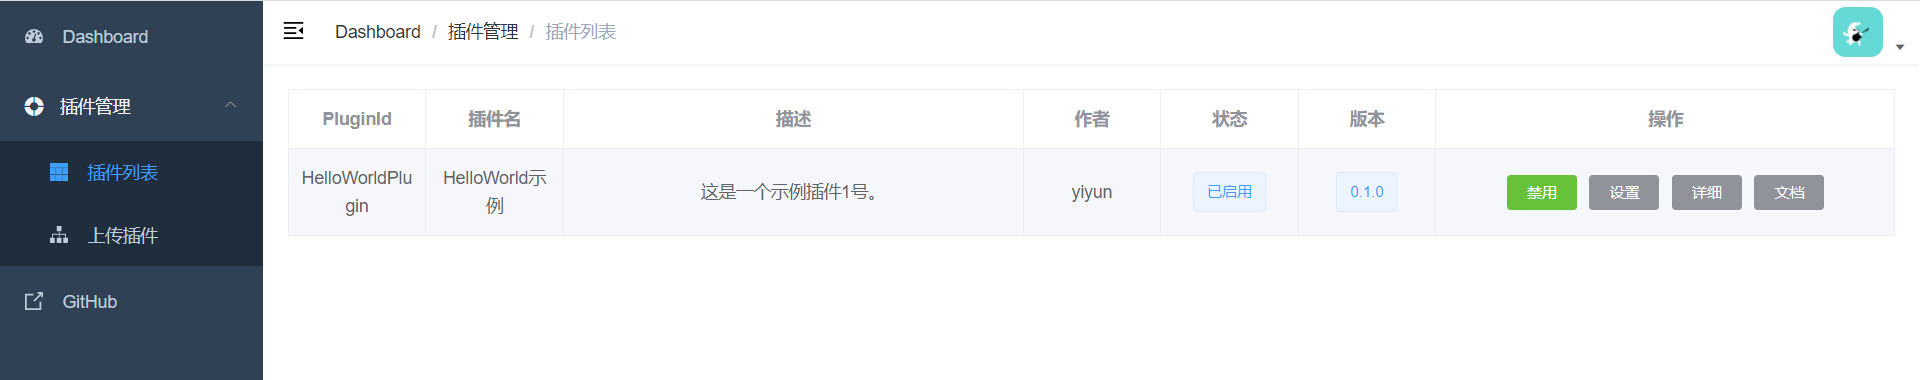 Dashboard
插件管理
插件列表
上传插件
GitHub
Dashboard / 插件管理 / 插件列表
PluginId 插件名 描述 作者 状态 版本 操作
HelloWorldPlu
gin
HelloWorld示
例
这是一个示例插件1号。
yiyun
已启用
0.1.0
禁用 设置 详细 文档